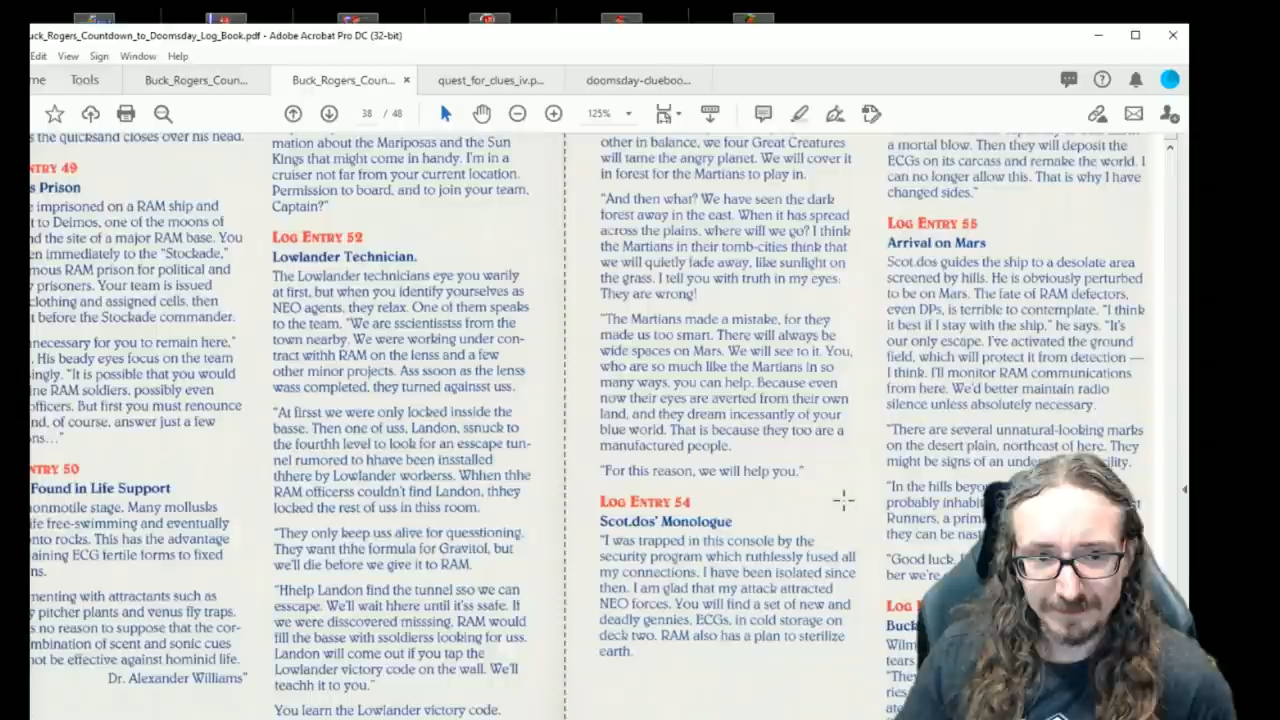 uck_Rogers_Countdown_to_Doomsday_Log_Book.pdf - Adobe Acrobat Pro DC (32-bit)
Edit View Sign Window Help
me Tools Buck_Rogers_Coun... Buck_Rogers_Coun... × quest_for_clues_iv.p... doomsday-clueboo...
38 / 48 125%
s the quicksand closes over his head.
NTRY 49
s Prison
e imprisoned on a RAM ship and
t to Deimos, one of the moons of
nd the site of a major RAM base. You
en immediately to the "Stockade,"
mous RAM prison for political and
y prisoners. Your team is issued
clothing and assigned cells, then
t before the Stockade commander.
necessary for you to remain here,"
. His beady eyes focus on the team
ingly. "It is possible that you would
ine RAM soldiers, possibly even
officers. But first you must renounce
nd, of course, answer just a few
ns..."
NTRY 50
Found in Life Support
nonmotile stage. Many mollusks
ife free-swimming and eventually
onto rocks. This has the advantage
aining ECG fertile forms to fixed
ns.
menting with attractants such as
y pitcher plants and venus fly traps.
s no reason to suppose that the cor-
mbination of scent and sonic cues
not be effective against hominid life.
Dr. Alexander Williams"
mation about the Mariposas and the Sun
Kings that might come in handy. I'm in a
cruiser not far from your current location.
Permission to board, and to join your team,
Captain?"
LOG ENTRY 52
Lowlander Technician.
The Lowlander technicians eye you warily
at first, but when you identify yourselves as
NEO agents, they relax. One of them speaks
to the team. "We are sscientisstss from the
town nearby. We were working under con-
tract withh RAM on the lenss and a few
other minor projects. Ass ssoon as the lenss
wass completed, they turned againsst uss.
"At firsst we were only locked insside the
basse. Then one of uss, Landon, ssnuck to
the fourthh level to look for an esscape tun-
nel rumored to hhave been insstalled
thhere by Lowlander workerss. Whhen thhe
RAM officerss couldn't find Landon, thhey
locked the rest of uss in thiss room.
"They only keep uss alive for quesstioning.
They want thhe formula for Gravitol, but
we'll die before we give it to RAM.
"Hhelp Landon find the tunnel sso we can
esscape. We'll wait hhere until it'ss ssafe. If
we were disscovered misssing, RAM would
fill the basse with ssoldierss looking for uss.
Landon will come out if you tap the
Lowlander victory code on the wall. We'll
teachh it to you."
You learn the Lowlander victory code.
other in balance, we four Great Creatures
will tame the angry planet. We will cover it
in forest for the Martians to play in.
"And then what? We have seen the dark
forest away in the east. When it has spread
across the plains, where will we go? I think
the Martians in their tomb-cities think that
we will quietly fade away, like sunlight on
the grass. I tell you with truth in my eyes:
They are wrong!
"The Martians made a mistake, for they
made us too smart. There will always be
wide spaces on Mars. We will see to it. You,
who are so much like the Martians in so
many ways, you can help. Because even
now their eyes are averted from their own
land, and they dream incessantly of your
blue world. That is because they too are a
manufactured people.
"For this reason, we will help you."
LOG ENTRY 54
Scot.dos' Monologue
"I was trapped in this console by the
security program which ruthlessly fused all
my connections. I have been isolated since
then. I am glad that my attack attracted
NEO forces. You will find a set of new and
deadly gennies, ECGs, in cold storage on
deck two. RAM also has a plan to sterilize
earth.
a mortal blow. Then they will deposit the
ECGs on its carcass and remake the world. I
can no longer allow this. That is why I have
changed sides."
LOG ENTRY 55
Arrival on Mars
Scot.dos guides the ship to a desolate area
screened by hills. He is obviously perturbed
to be on Mars. The fate of RAM defectors,
even DPs, is terrible to contemplate. "I think
it best if I stay with the ship," he says. "It's
our only escape. I've activated the ground
field, which will protect it from detection —
I think. I'll monitor RAM communications
from here. We'd better maintain radio
silence unless absolutely necessary.
"There are several unnatural-looking marks
on the desert plain, northeast of here. They
might be signs of an unde
"In the hills beyo
probably inhabi
Runners, a prim
they can be nast
"Good luck,
ber we're
LOG
Buck
Wilm
tears
"They
ries